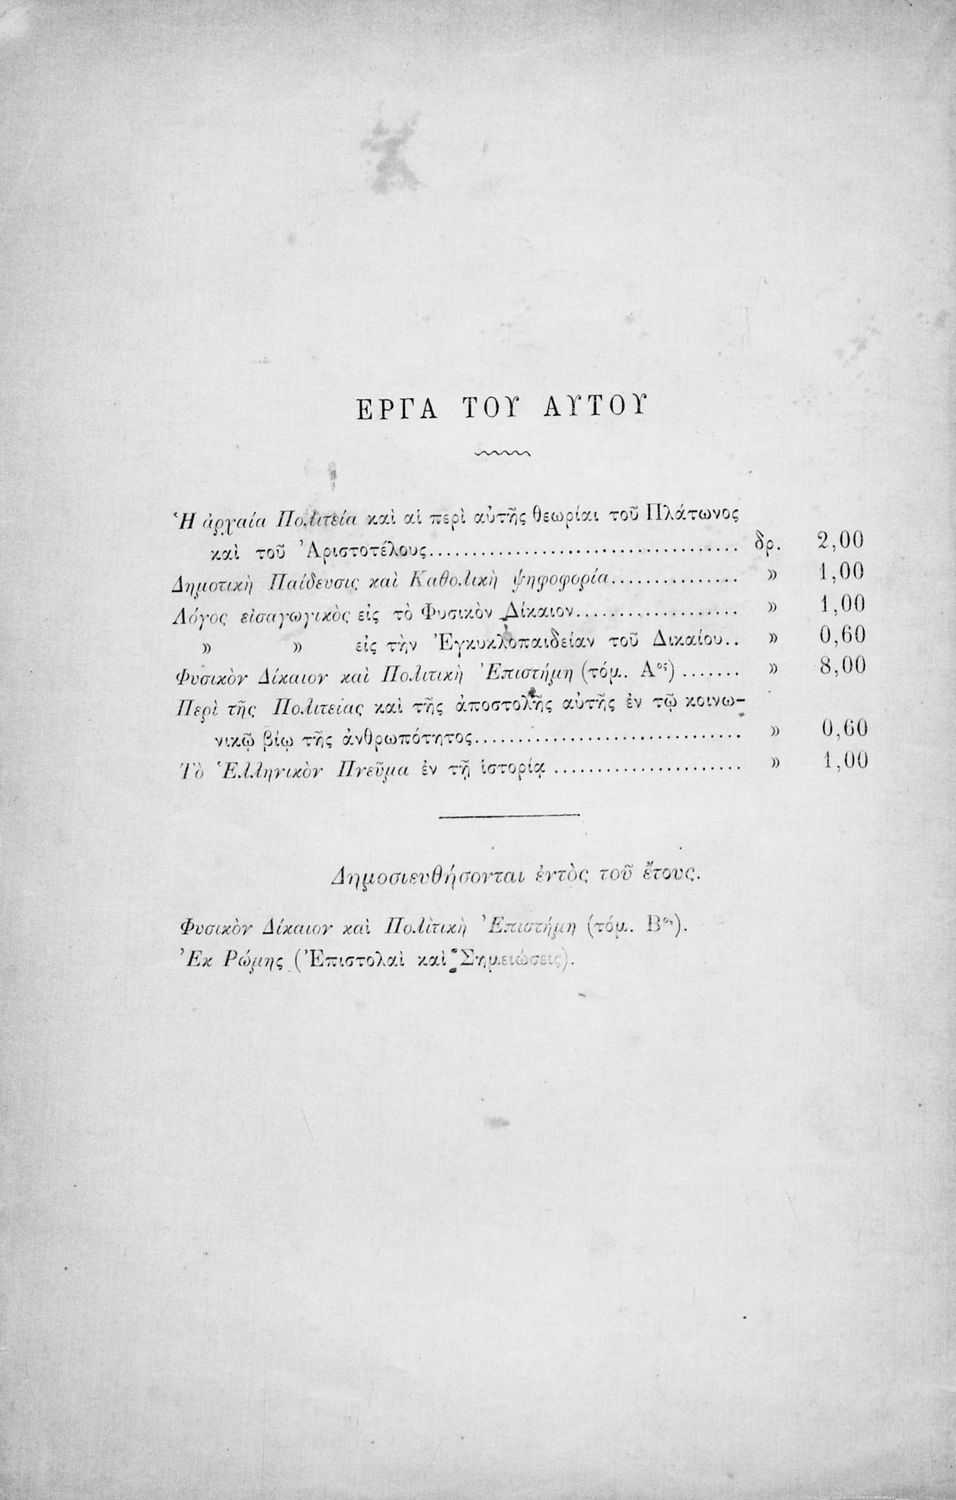 ΕΡΓΑ ΤΟΥ ΑΥΤΟΥ
Ἡ ἀρχαία Πολιτεία καὶ αἱ περὶ αὐτῆς θεωρίαι τοῦ Πλάτωνος
καὶ τοῦ Ἀριστοτέλους........................................ δρ. 2,00
Δημοτικὴ Παίδευσις καὶ Καθολικὴ ψηφοφορία............... » 1,00
Λόγος εἰσαγωγικὸς εἰς τὸ Φυσικὸν Δίκαιον.................... » 1,00
» » εἰς τὴν Ἐγκυκλοπαιδείαν τοῦ Δικαίου.. » 0,60
Φυσικὸν Δίκαιον καὶ Πολιτικὴ Ἐπιστήμη (τόμ. Αος) ....... » 8,00
Περὶ τῆς Πολιτείας καὶ τῆς ἀποστολῆς αὐτῆς ἐν τῷ κοινω-
νικῷ βίῳ τῆς ἀνθρωπότητος................................. » 0,60
Τὸ Ἑλληνικὸν Πνεῦμα ἐν τῇ ἱστορίᾳ ........................ » 1,00
Δημοσιευθήσονται ἐντὸς τοῦ ἔτους.
Φυσικὸν Δίκαιον καὶ Πολιτικὴ Ἐπιστήμη (τόμ. Βος).
Ἐκ Ρώμης (Ἐπιστολαὶ καὶ Σημειώσεις).